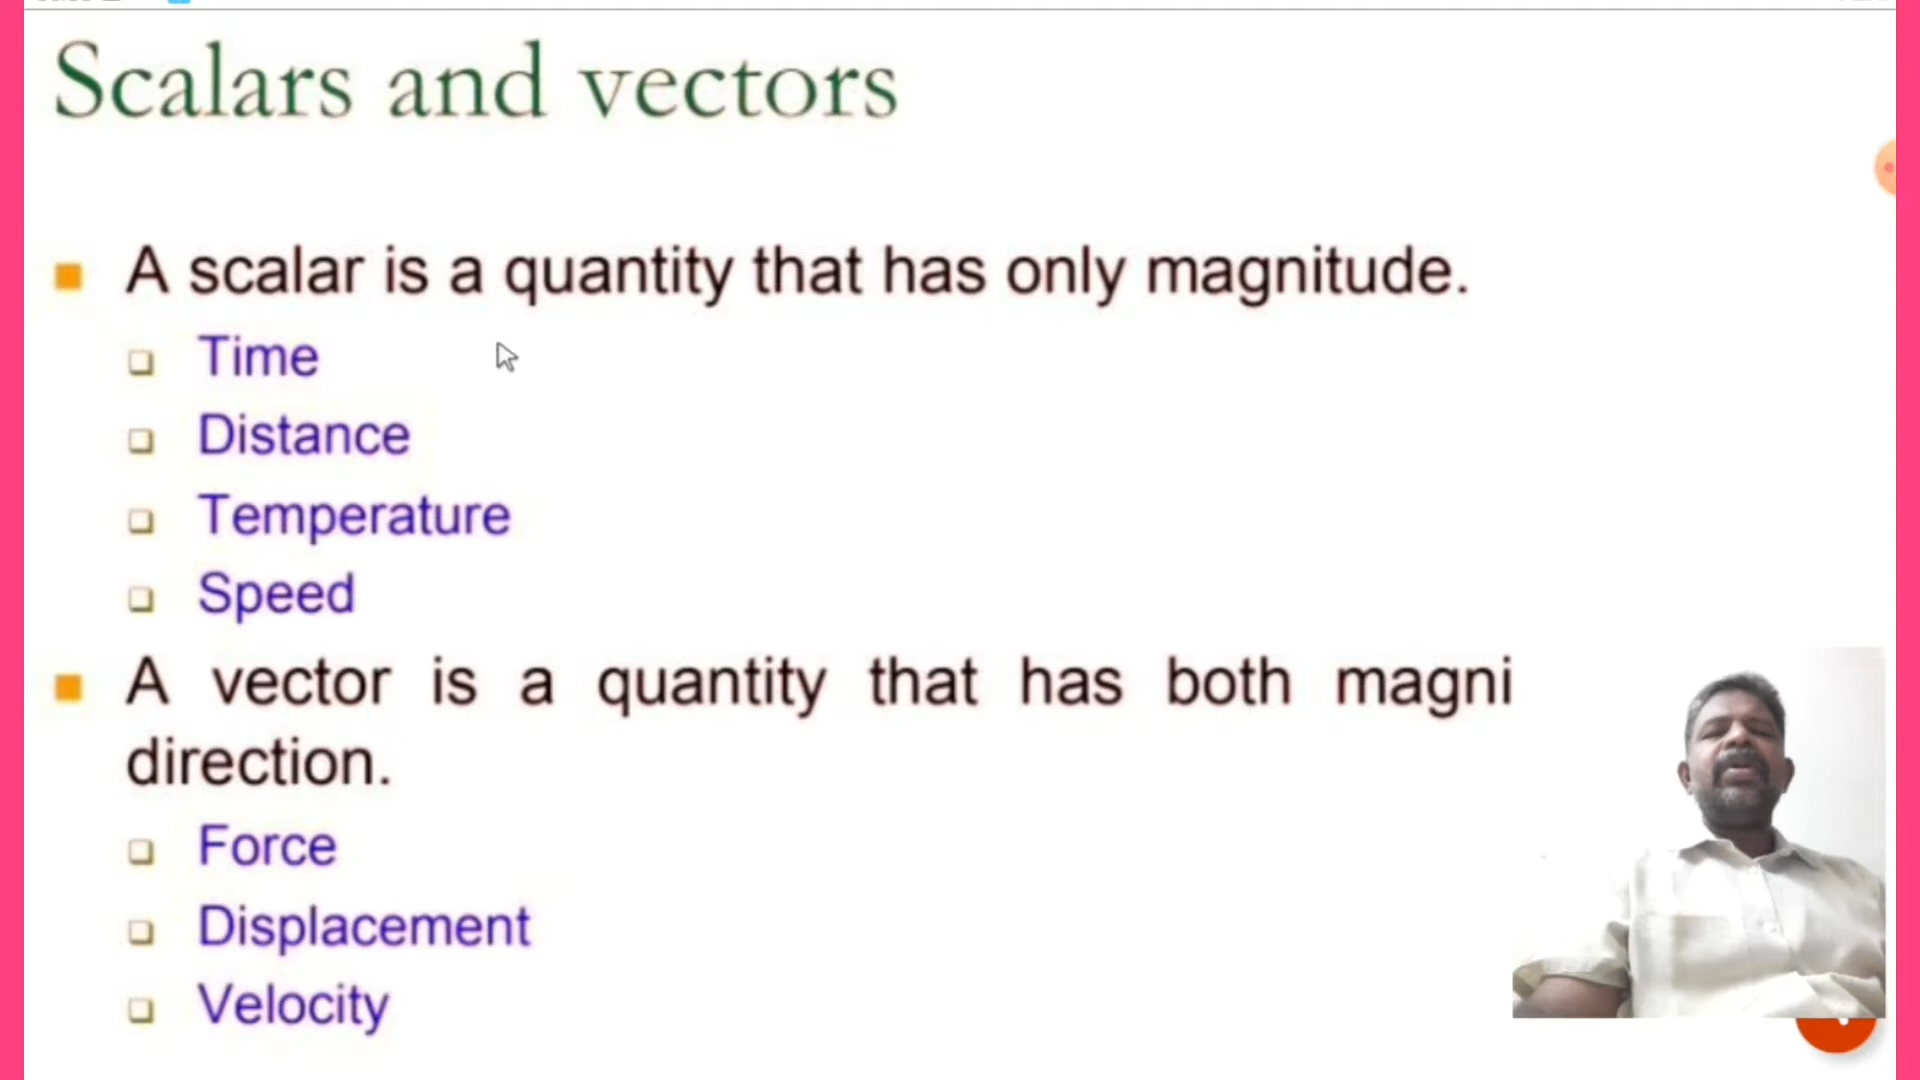 Scalars and vectors
A scalar is a quantity that has only magnitude.
Time
Distance
Temperature
Speed
A vector is a quantity that has both magni
direction.
Force
Displacement
Velocity